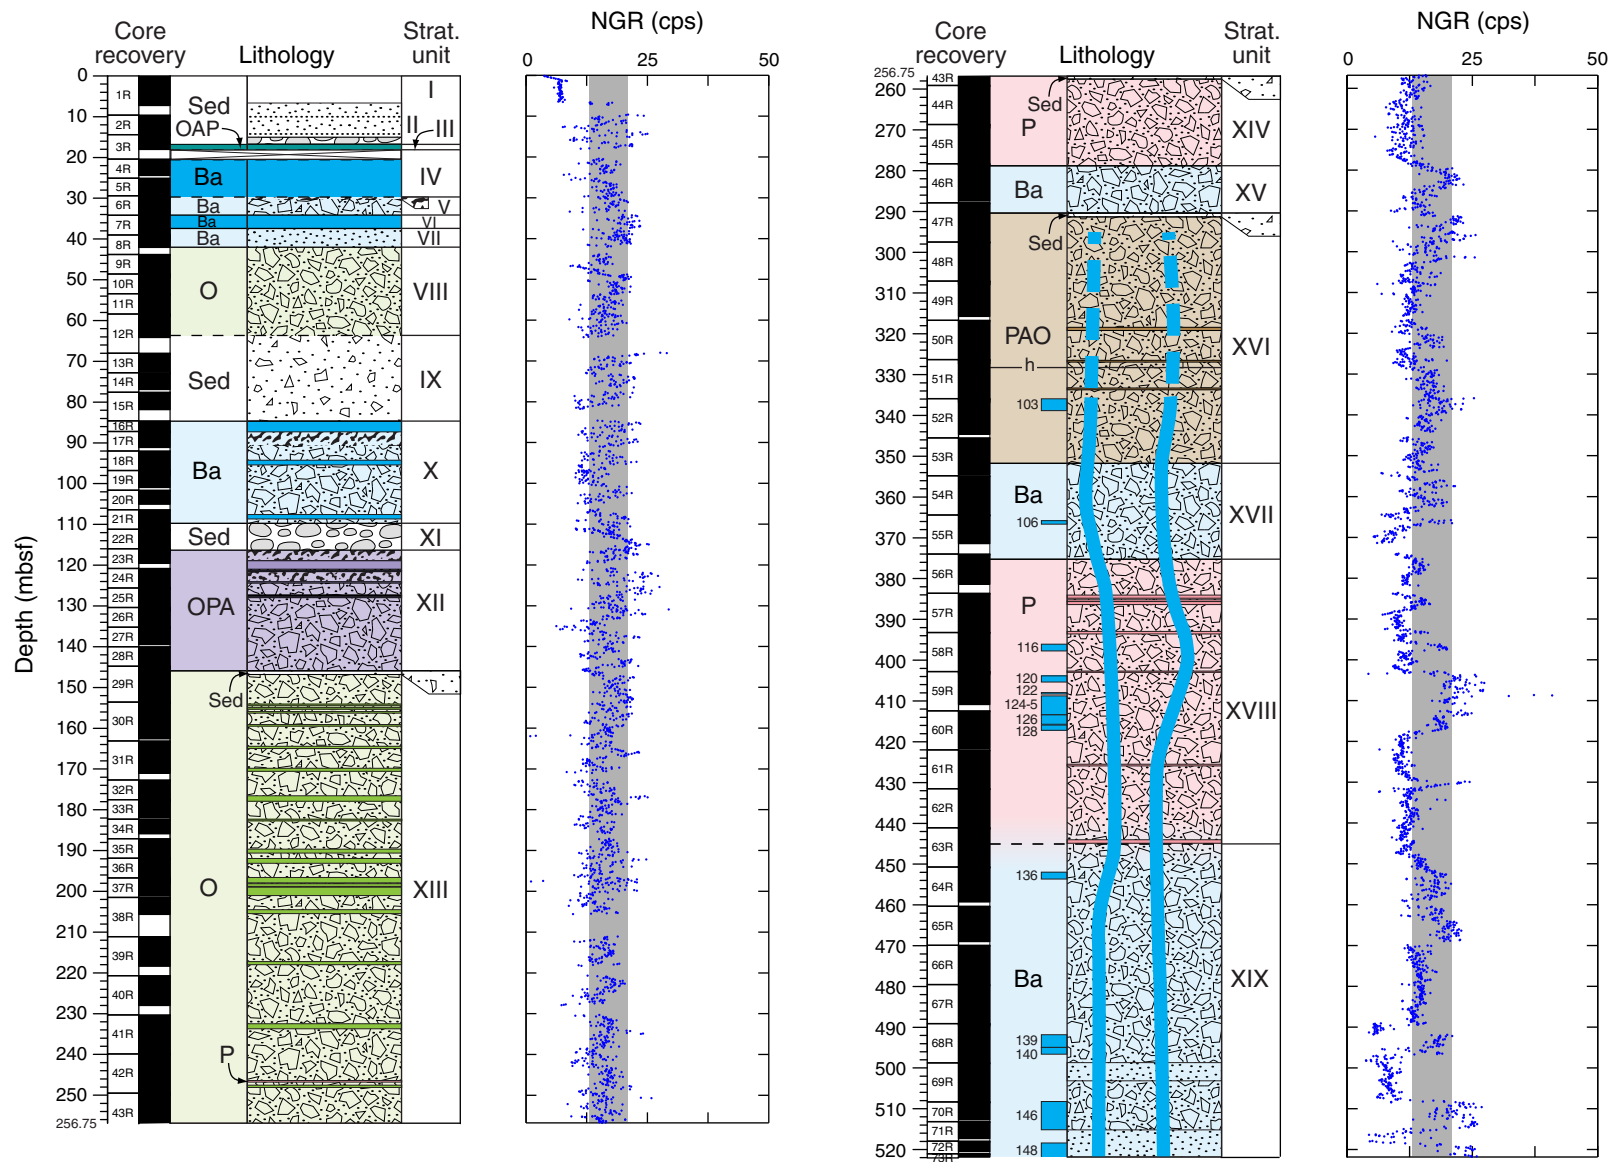 NGR (cps)
Core recovery
Lithology
Strat. unit
0
25
50
Depth (mbsf)
0
10
20
30
40
50
60
70
80
90
100
110
120
130
140
150
160
170
180
190
200
210
220
230
240
250
256.75
1R
2R
3R
4R
5R
6R
7R
8R
9R
10R
11R
12R
13R
14R
15R
16R
17R
18R
19R
20R
21R
22R
23R
24R
25R
26R
27R
28R
29R
30R
31R
32R
33R
34R
35R
36R
37R
38R
39R
40R
41R
42R
43R
Sed
OAP
Ba
Ba
Ba
Ba
O
Sed
Ba
Sed
OPA
Sed
O
P
I
II
III
IV
V
VI
VII
VIII
IX
X
XI
XII
XIII
NGR (cps)
Core recovery
Lithology
Strat. unit
0
25
50
256.75
260
270
280
290
300
310
320
330
340
350
360
370
380
390
400
410
420
430
440
450
460
470
480
490
500
510
520
43R
44R
45R
46R
47R
48R
49R
50R
51R
52R
53R
54R
55R
56R
57R
58R
59R
60R
61R
62R
63R
64R
65R
66R
67R
68R
69R
70R
71R
72R
73R
Sed
P
Ba
Sed
PAO
h
103
Ba
106
P
116
120
122
124-5
126
128
136
Ba
139
140
146
148
XIV
XV
XVI
XVII
XVIII
XIX